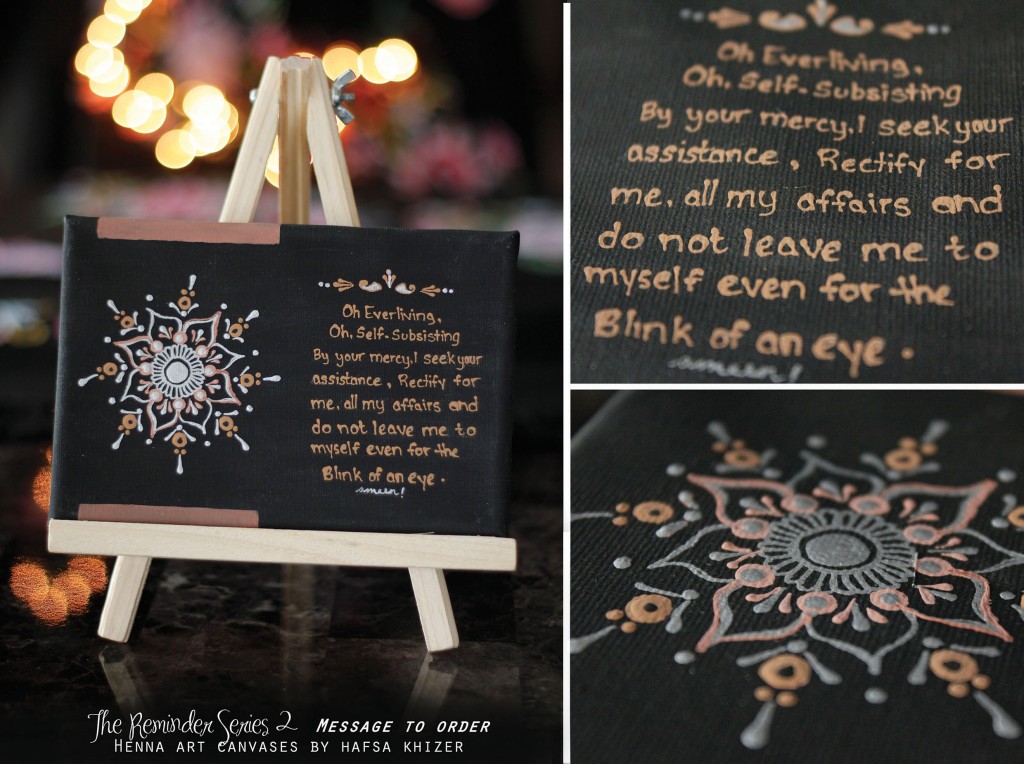 Oh Everliving,
Oh, Self-Subsisting
By your mercy, I seek your
assistance, Rectify for
me, all my affairs and
do not leave me to
myself even for the
Blink of an eye.
ameen!
The Reminder Series 2 Message to order
Henna art canvases by hafsa khizer
Oh Everliving,
Oh, Self-Subsisting
By your mercy, I seek your
assistance, Rectify for
me, all my affairs and
do not leave me to
myself even for the
Blink of an eye.
ameen!